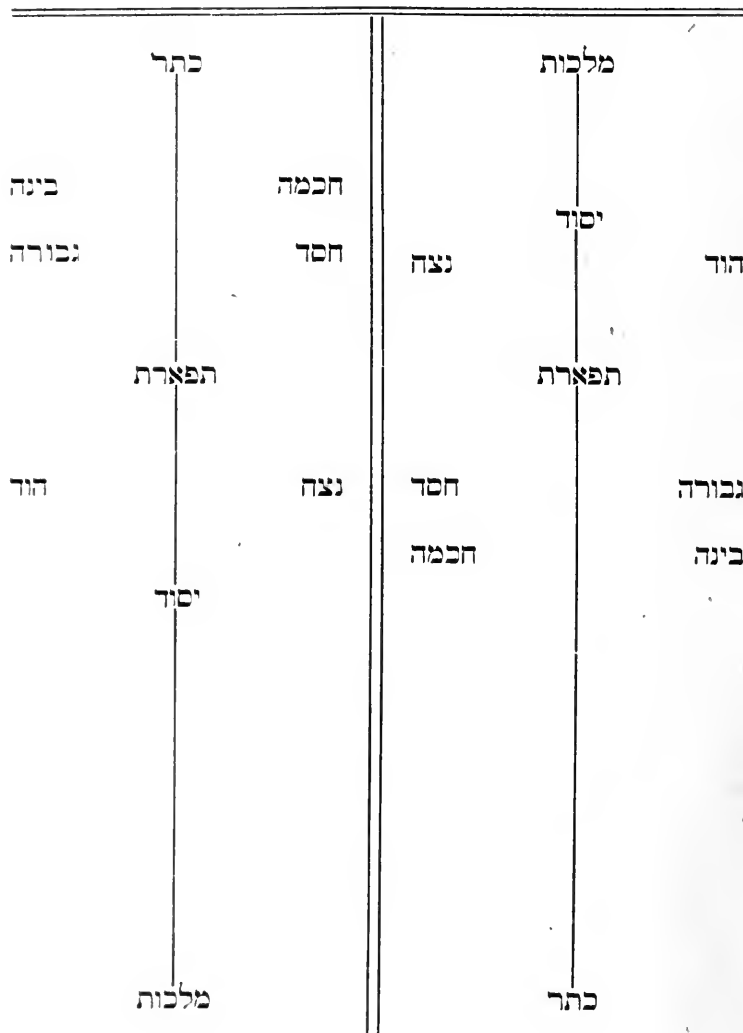 מלכות
יסוד
הוד נצח
תפארת
גבורה חסד
בינה חכמה
כתר
כתר
חכמה בינה
חסד גבורה
תפארת
נצח הוד
יסוד
מלכות